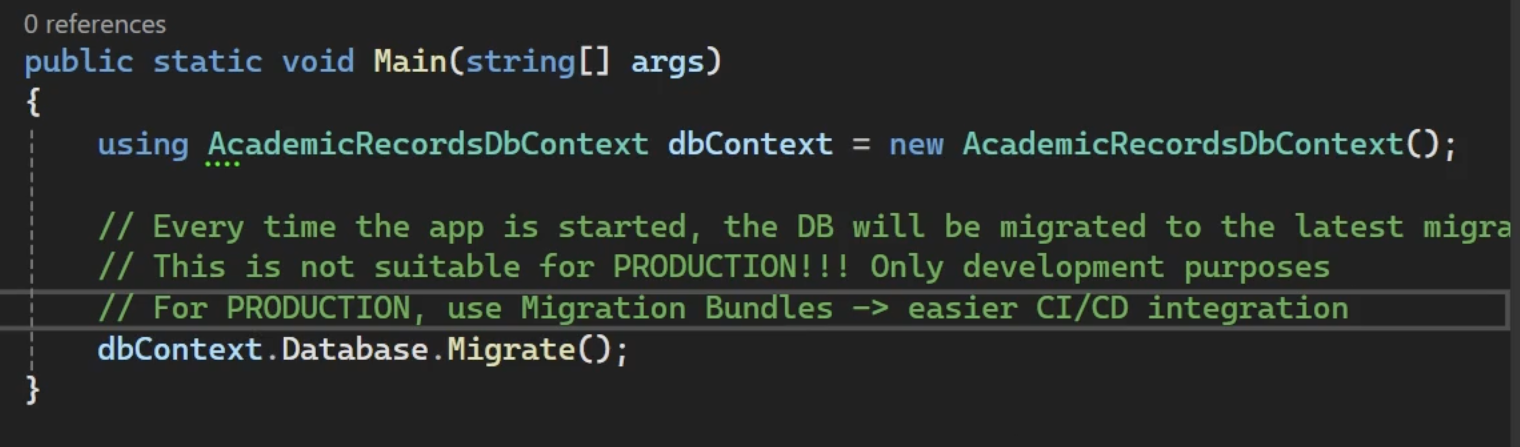 0 references
public static void Main(string[] args)
{
using AcademicRecordsDbContext dbContext = new AcademicRecordsDbContext();
// Every time the app is started, the DB will be migrated to the latest migra
// This is not suitable for PRODUCTION!!! Only development purposes
// For PRODUCTION, use Migration Bundles -> easier CI/CD integration
dbContext.Database.Migrate();
}